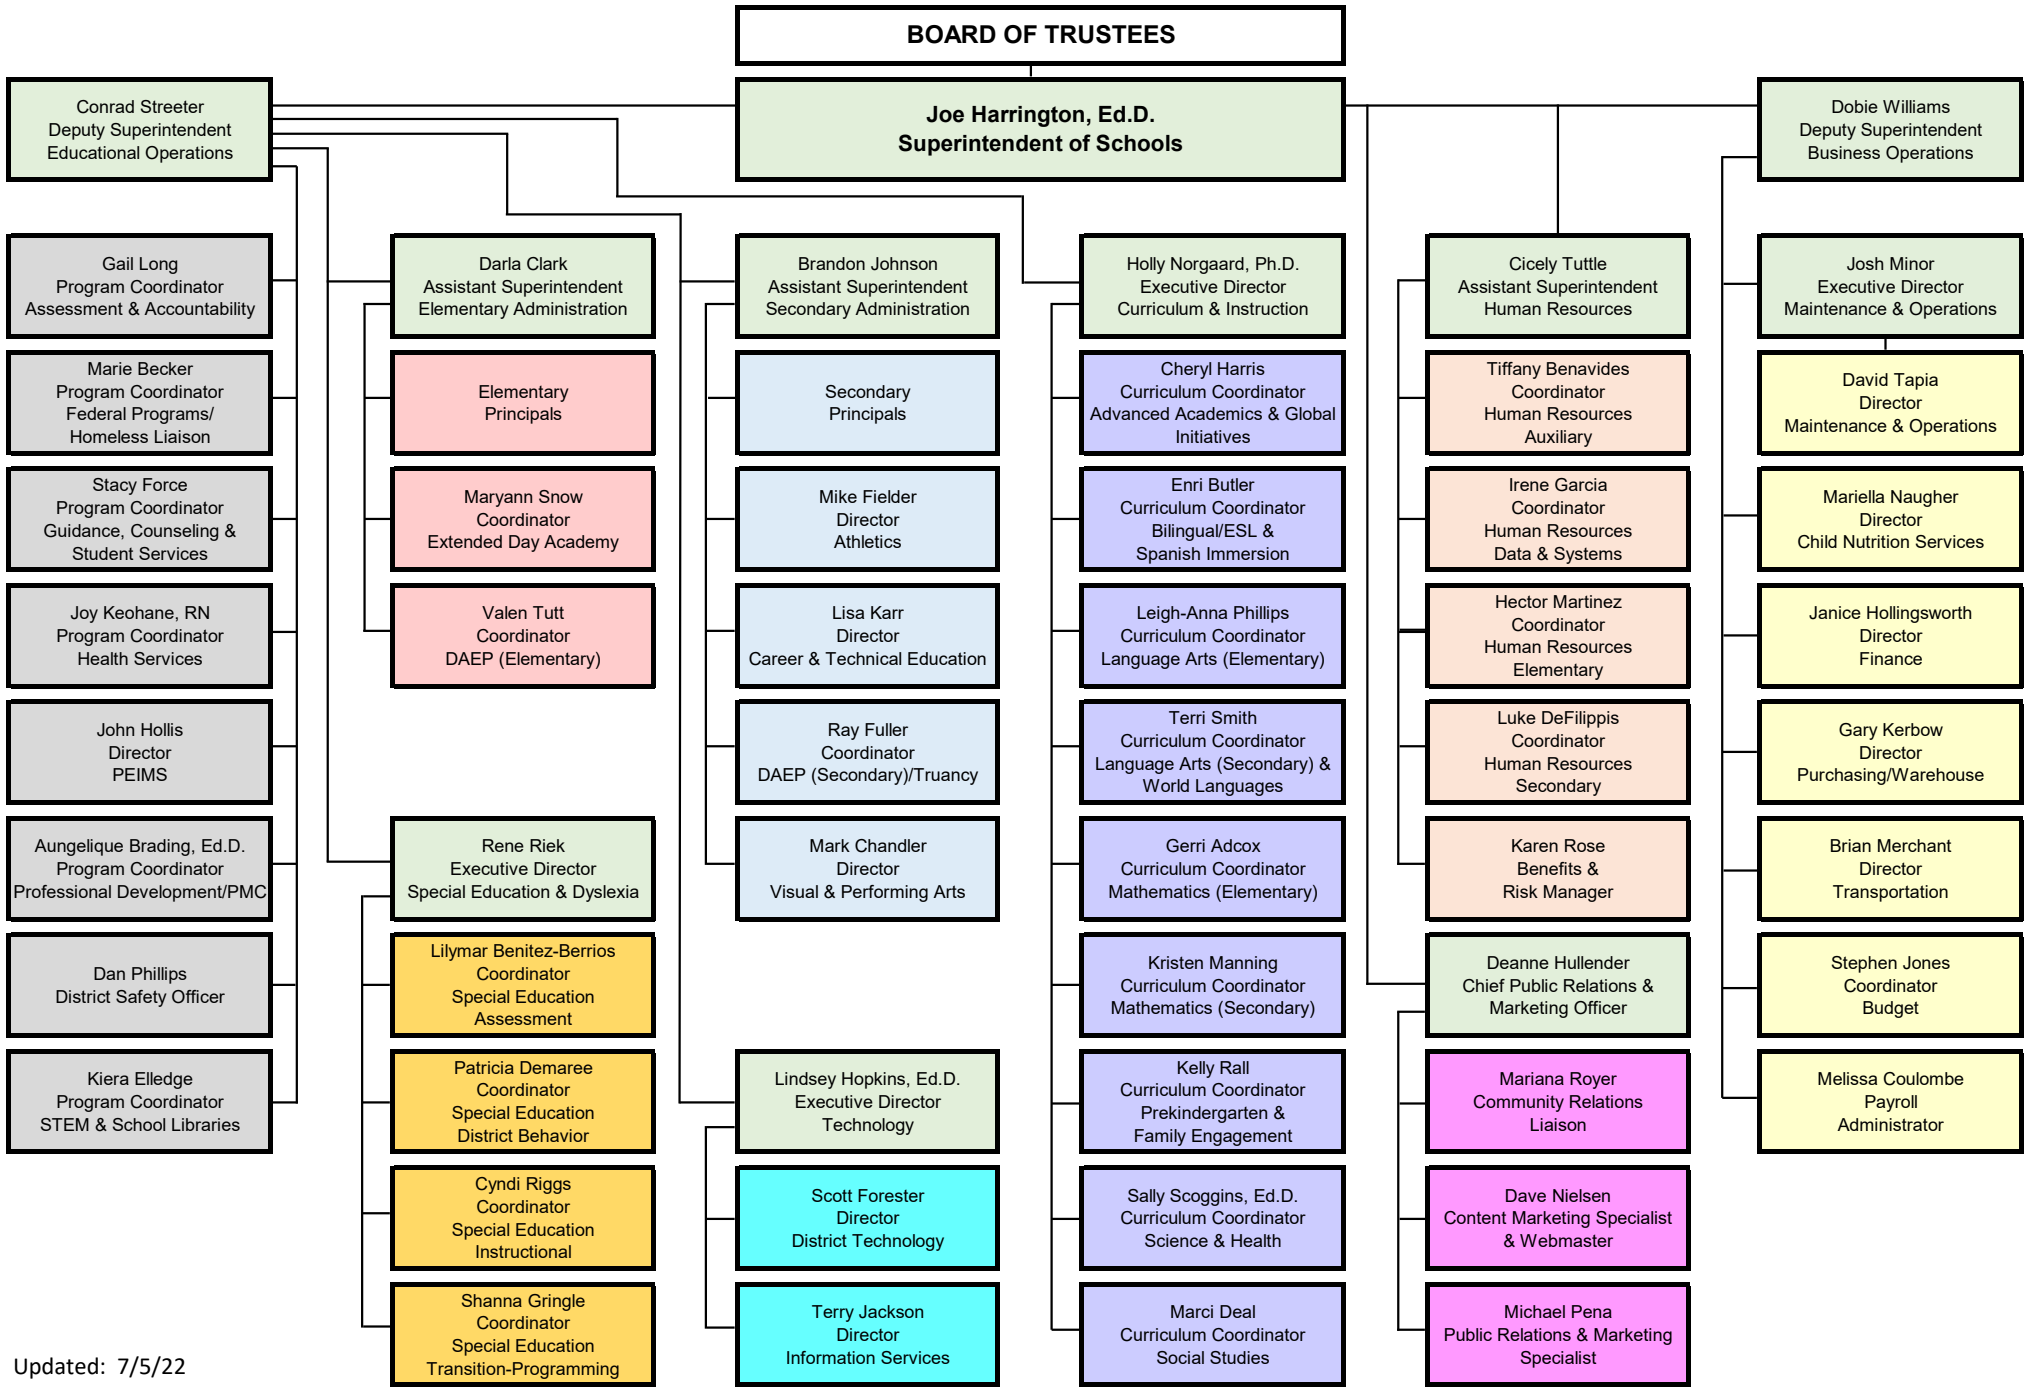 BOARD OF TRUSTEES
Conrad Streeter
Deputy Superintendent
Educational Operations
Joe Harrington, Ed.D.
Superintendent of Schools
Dobie Williams
Deputy Superintendent
Business Operations
Gail Long
Program Coordinator
Assessment & Accountability
Marie Becker
Program Coordinator
Federal Programs/
Homeless Liaison
Stacy Force
Program Coordinator
Guidance, Counseling &
Student Services
Joy Keohane, RN
Program Coordinator
Health Services
John Hollis
Director
PEIMS
Aungelique Brading, Ed.D.
Program Coordinator
Professional Development/PMC
Dan Phillips
District Safety Officer
Kiera Elledge
Program Coordinator
STEM & School Libraries
Darla Clark
Assistant Superintendent
Elementary Administration
Elementary
Principals
Maryann Snow
Coordinator
Extended Day Academy
Valen Tutt
Coordinator
DAEP (Elementary)
Rene Riek
Executive Director
Special Education & Dyslexia
Lilymar Benitez-Berrios
Coordinator
Special Education
Assessment
Patricia Demaree
Coordinator
Special Education
District Behavior
Cyndi Riggs
Coordinator
Special Education
Instructional
Shanna Gringle
Coordinator
Special Education
Transition-Programming
Brandon Johnson
Assistant Superintendent
Secondary Administration
Secondary
Principals
Mike Fielder
Director
Athletics
Lisa Karr
Director
Career & Technical Education
Ray Fuller
Coordinator
DAEP (Secondary)/Truancy
Mark Chandler
Director
Visual & Performing Arts
Lindsey Hopkins, Ed.D.
Executive Director
Technology
Scott Forester
Director
District Technology
Terry Jackson
Director
Information Services
Holly Norgaard, Ph.D.
Executive Director
Curriculum & Instruction
Cheryl Harris
Curriculum Coordinator
Advanced Academics & Global
Initiatives
Enri Butler
Curriculum Coordinator
Bilingual/ESL &
Spanish Immersion
Leigh-Anna Phillips
Curriculum Coordinator
Language Arts (Elementary)
Terri Smith
Curriculum Coordinator
Language Arts (Secondary) &
World Languages
Gerri Adcox
Curriculum Coordinator
Mathematics (Elementary)
Kristen Manning
Curriculum Coordinator
Mathematics (Secondary)
Kelly Rall
Curriculum Coordinator
Prekindergarten &
Family Engagement
Sally Scoggins, Ed.D.
Curriculum Coordinator
Science & Health
Marci Deal
Curriculum Coordinator
Social Studies
Cicely Tuttle
Assistant Superintendent
Human Resources
Tiffany Benavides
Coordinator
Human Resources
Auxiliary
Irene Garcia
Coordinator
Human Resources
Data & Systems
Hector Martinez
Coordinator
Human Resources
Elementary
Luke DeFilippis
Coordinator
Human Resources
Secondary
Karen Rose
Benefits &
Risk Manager
Deanne Hullender
Chief Public Relations &
Marketing Officer
Mariana Royer
Community Relations
Liaison
Dave Nielsen
Content Marketing Specialist
& Webmaster
Michael Pena
Public Relations & Marketing
Specialist
Josh Minor
Executive Director
Maintenance & Operations
David Tapia
Director
Maintenance & Operations
Mariella Naugher
Director
Child Nutrition Services
Janice Hollingsworth
Director
Finance
Gary Kerbow
Director
Purchasing/Warehouse
Brian Merchant
Director
Transportation
Stephen Jones
Coordinator
Budget
Melissa Coulombe
Payroll
Administrator
Updated: 7/5/22